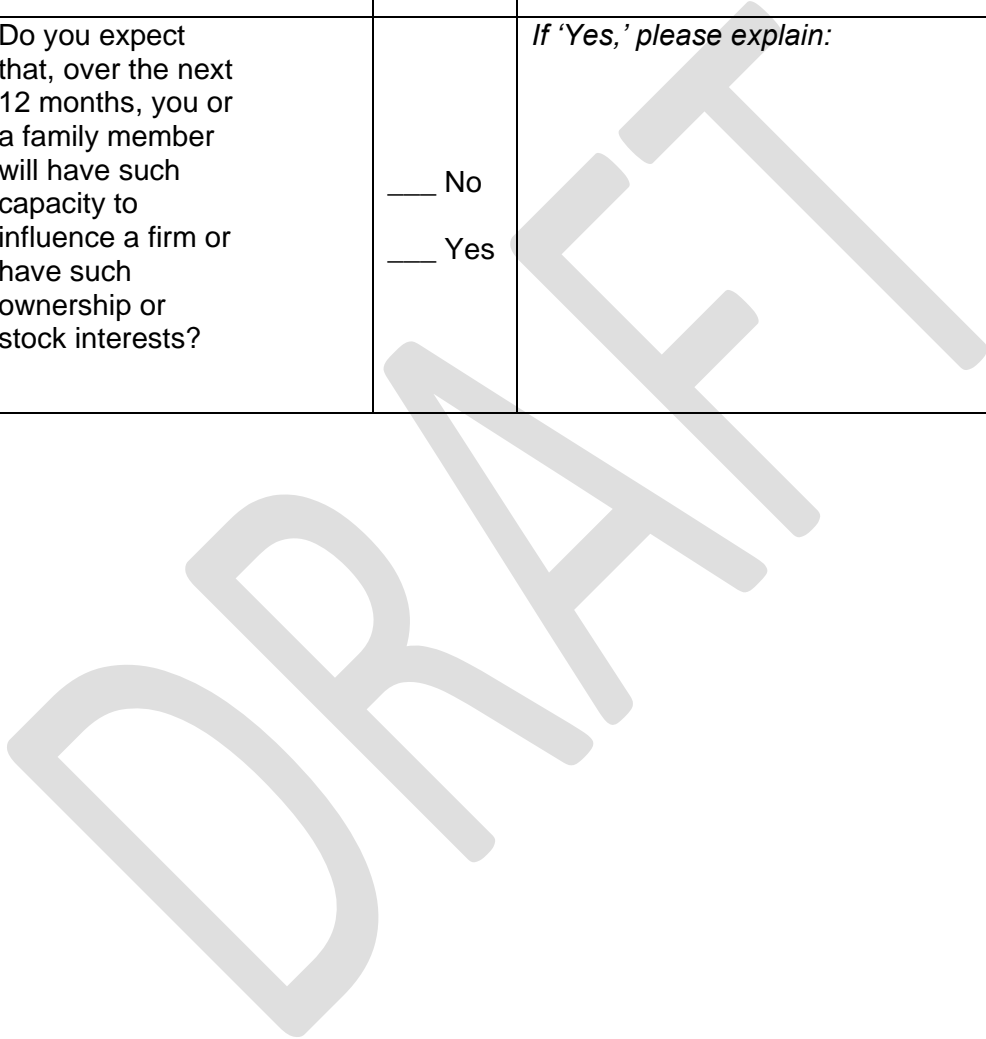 Do you expect
that, over the next
12 months, you or
a family member
will have such
capacity to
influence a firm or
have such
ownership or
stock interests?
___ No
___ Yes
If ‘Yes,’ please explain:
DRAFT